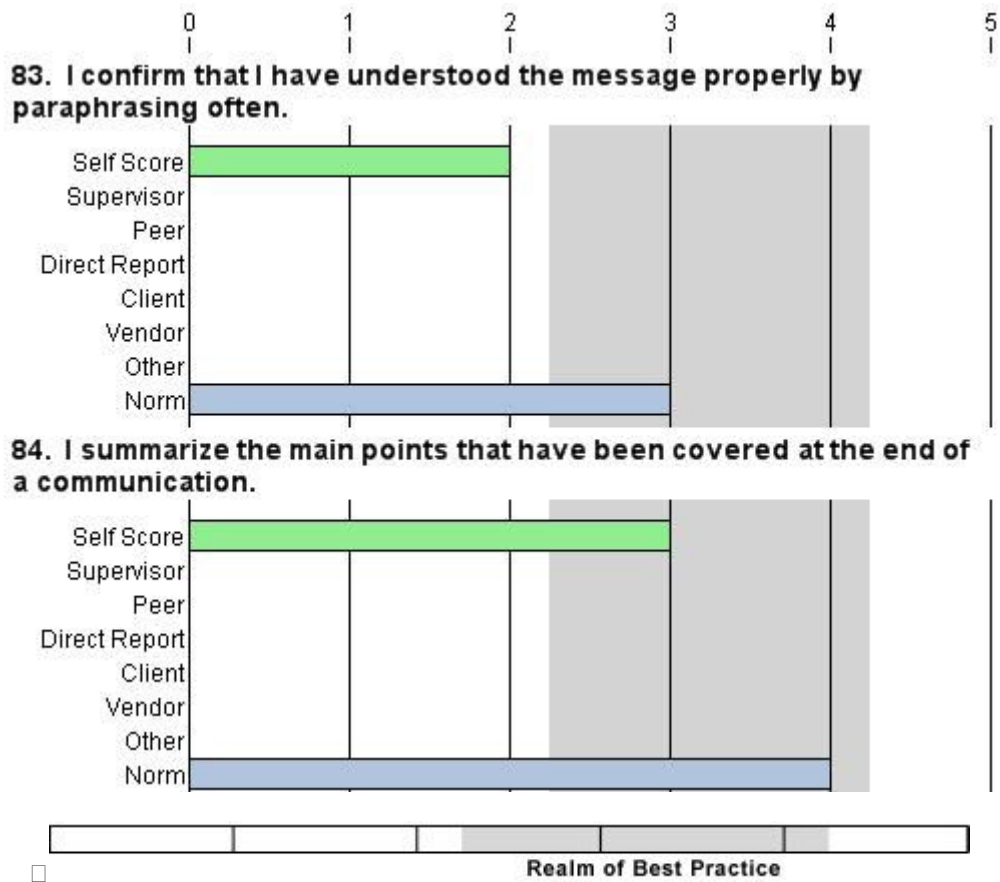 0 1 2 3 4 5
83. I confirm that I have understood the message properly by
paraphrasing often.
Self Score
Supervisor
Peer
Direct Report
Client
Vendor
Other
Norm
84. I summarize the main points that have been covered at the end of
a communication.
Self Score
Supervisor
Peer
Direct Report
Client
Vendor
Other
Norm
Realm of Best Practice